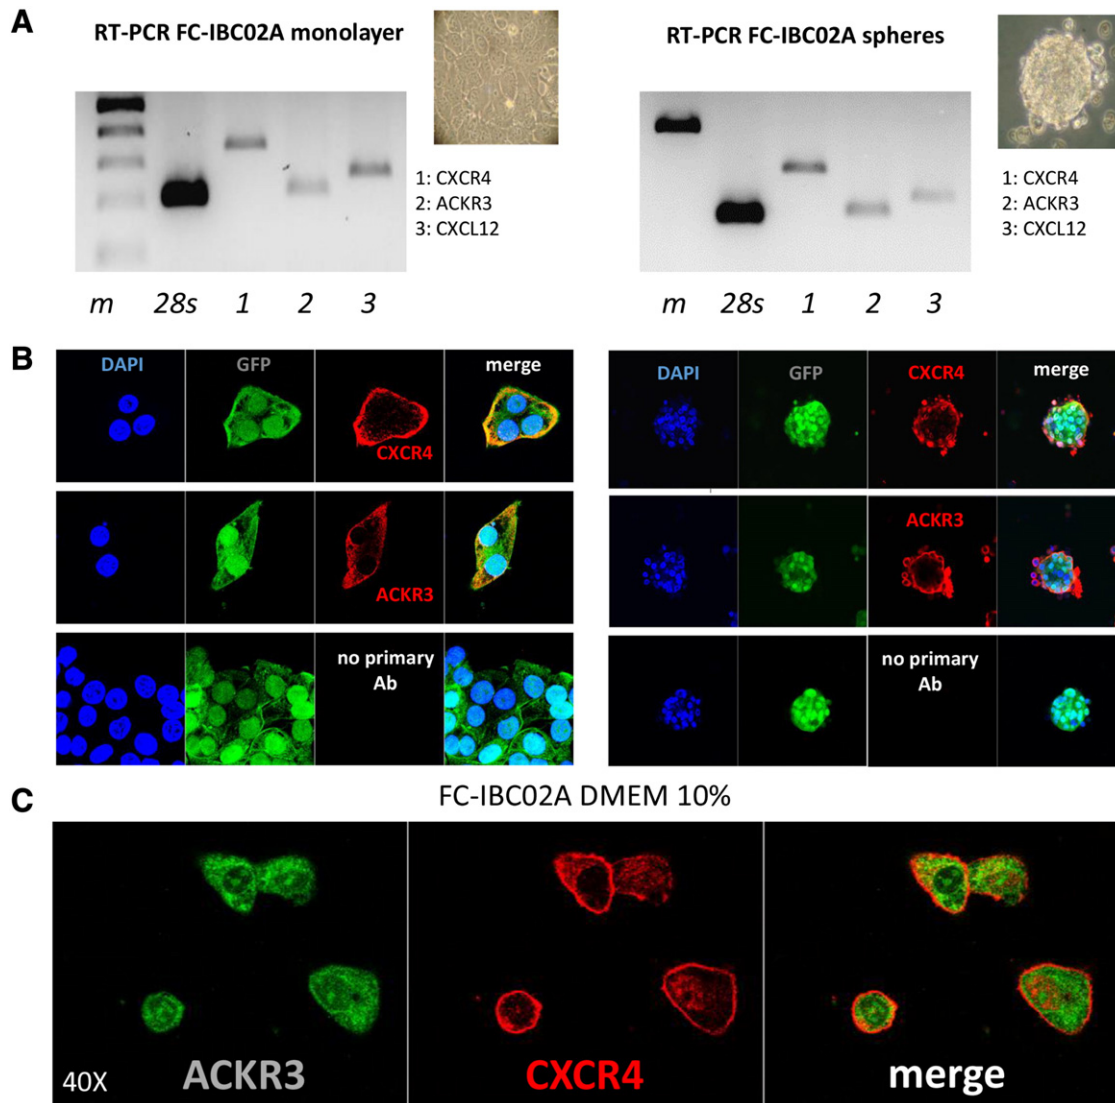 A
RT-PCR FC-IBC02A monolayer
1: CXCR4
2: ACKR3
3: CXCL12
m 28s 1 2 3
RT-PCR FC-IBC02A spheres
1: CXCR4
2: ACKR3
3: CXCL12
m 28s 1 2 3
B
DAPI GFP merge
CXCR4
ACKR3
no primary
Ab
DAPI GFP CXCR4 merge
ACKR3
no primary
Ab
C
FC-IBC02A DMEM 10%
40X ACKR3 CXCR4 merge